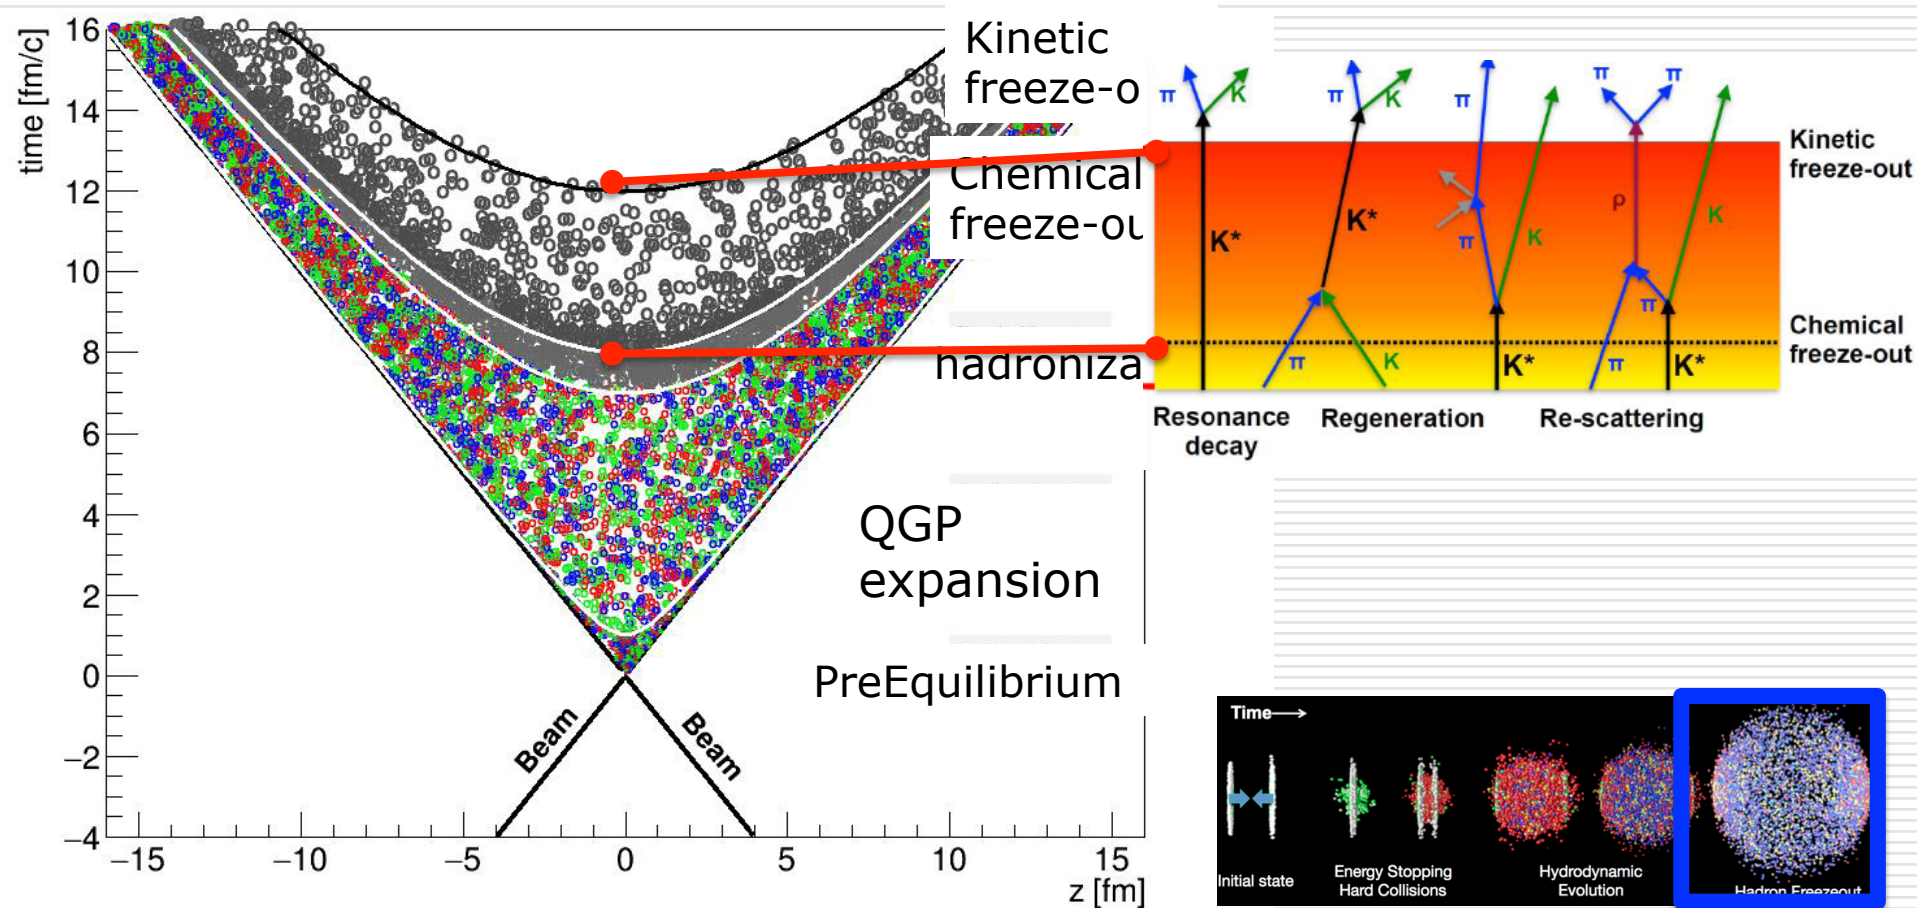 time [fm/c]
16
14
12
10
8
6
4
2
0
−2
−4
−15
−10
−5
0
5
10
15
z [fm]
Beam
Beam
Kinetic
freeze-o
Chemical
freeze-ou
hadroniza
QGP
expansion
PreEquilibrium
π
K
π
K
π
π
π
K*
K*
π
K
ρ
K
π
K
K*
π
π
K*
Kinetic
freeze-out
Chemical
freeze-out
Resonance
decay
Regeneration
Re-scattering
Time
Initial state
Energy Stopping
Hard Collisions
Hydrodynamic
Evolution
Hadron Freezeout